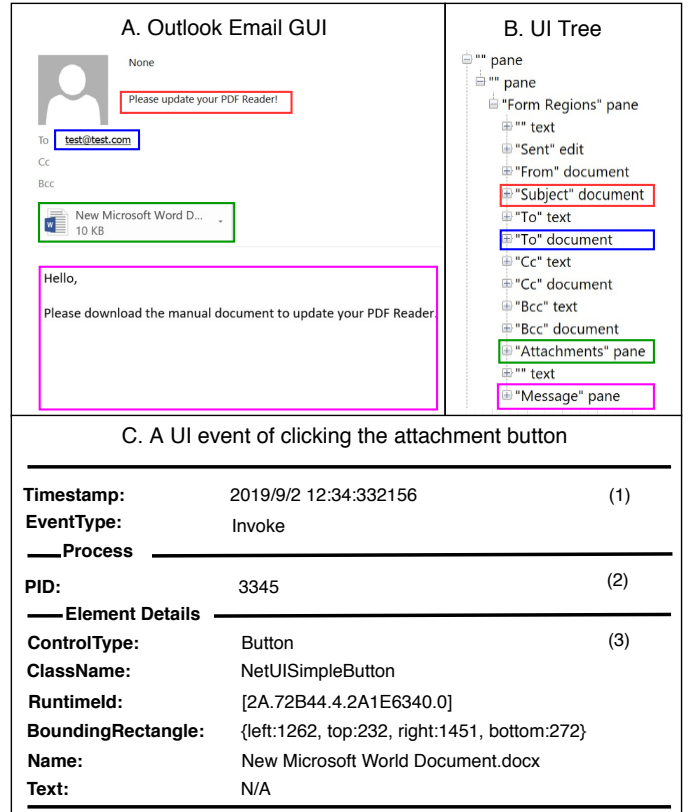 A. Outlook Email GUI
None
Please update your PDF Reader!
To test@test.com
Cc
Bcc
New Microsoft Word D...
10 KB
Hello,
Please download the manual document to update your PDF Reader.
B. UI Tree
"" pane
"" pane
"Form Regions" pane
"" text
"Sent" edit
"From" document
"Subject" document
"To" text
"To" document
"Cc" text
"Cc" document
"Bcc" text
"Bcc" document
"Attachments" pane
"" text
"Message" pane
C. A UI event of clicking the attachment button
Timestamp: 2019/9/2 12:34:332156 (1)
EventType: Invoke
Process
PID: 3345 (2)
Element Details
ControlType: Button (3)
ClassName: NetUISimpleButton
RuntimeId: [2A.72B44.4.2A1E6340.0]
BoundingRectangle: {left:1262, top:232, right:1451, bottom:272}
Name: New Microsoft World Document.docx
Text: N/A